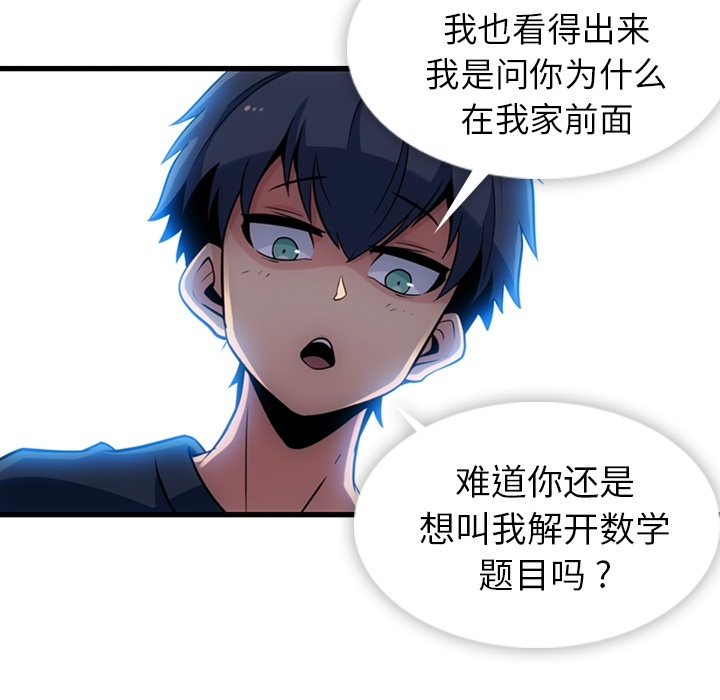 我也看得出来
我是问你为什么
在我家前面
难道你还是
想叫我解开数学
题目吗?